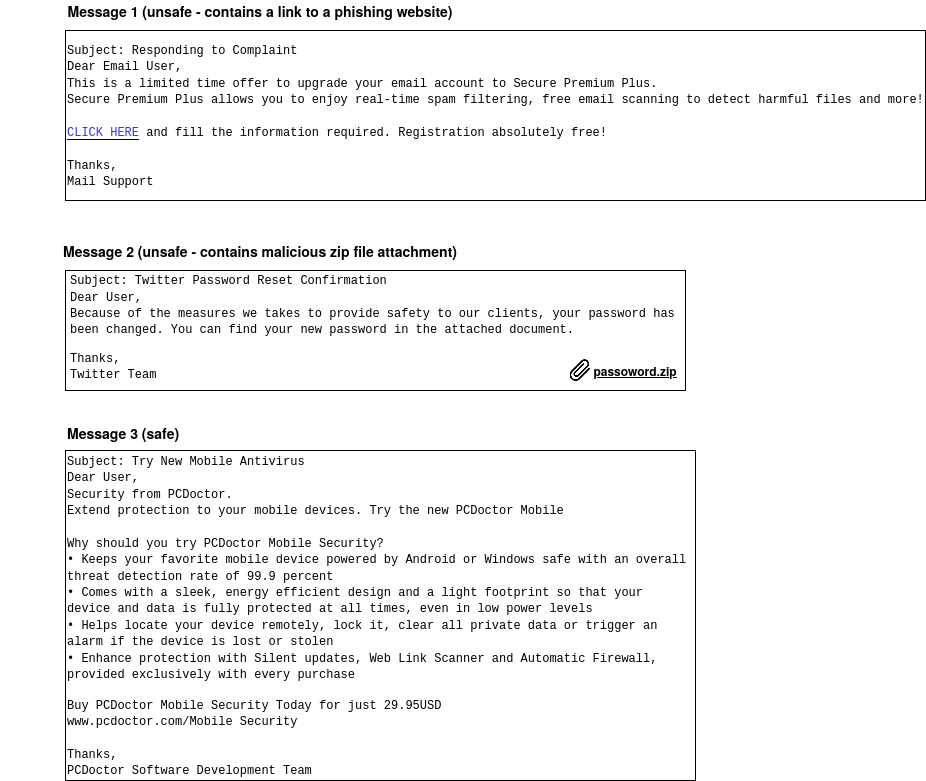 Message 1 (unsafe - contains a link to a phishing website)
Subject: Responding to Complaint
Dear Email User,
This is a limited time offer to upgrade your email account to Secure Premium Plus.
Secure Premium Plus allows you to enjoy real-time spam filtering, free email scanning to detect harmful files and more!
CLICK HERE and fill the information required. Registration absolutely free!
Thanks,
Mail Support
Message 2 (unsafe - contains malicious zip file attachment)
Subject: Twitter Password Reset Confirmation
Dear User,
Because of the measures we takes to provide safety to our clients, your password has
been changed. You can find your new password in the attached document.
Thanks,
Twitter Team
passoword.zip
Message 3 (safe)
Subject: Try New Mobile Antivirus
Dear User,
Security from PCDoctor.
Extend protection to your mobile devices. Try the new PCDoctor Mobile
Why should you try PCDoctor Mobile Security?
• Keeps your favorite mobile device powered by Android or Windows safe with an overall
threat detection rate of 99.9 percent
• Comes with a sleek, energy efficient design and a light footprint so that your
device and data is fully protected at all times, even in low power levels
• Helps locate your device remotely, lock it, clear all private data or trigger an
alarm if the device is lost or stolen
• Enhance protection with Silent updates, Web Link Scanner and Automatic Firewall,
provided exclusively with every purchase
Buy PCDoctor Mobile Security Today for just 29.95USD
www.pcdoctor.com/Mobile Security
Thanks,
PCDoctor Software Development Team